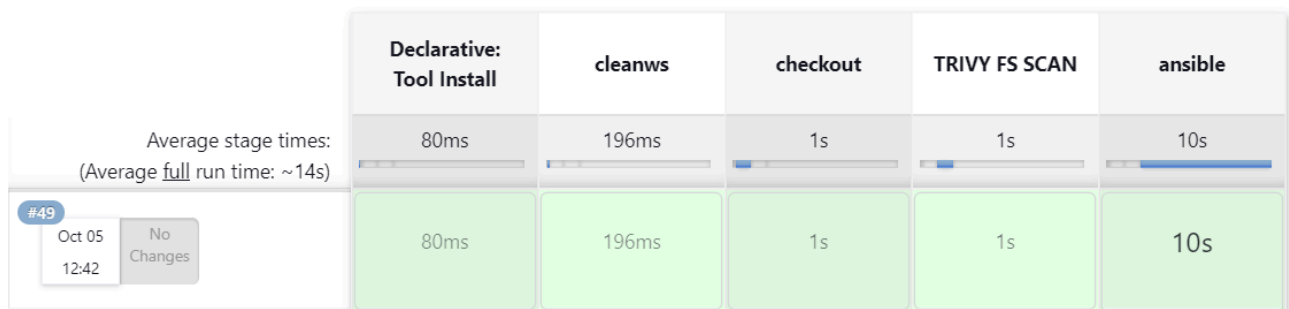 Declarative:
Tool Install
cleanws
checkout
TRIVY FS SCAN
ansible
Average stage times:
(Average full run time: ~14s)
80ms
196ms
1s
1s
10s
#49
Oct 05
12:42
No
Changes
80ms
196ms
1s
1s
10s